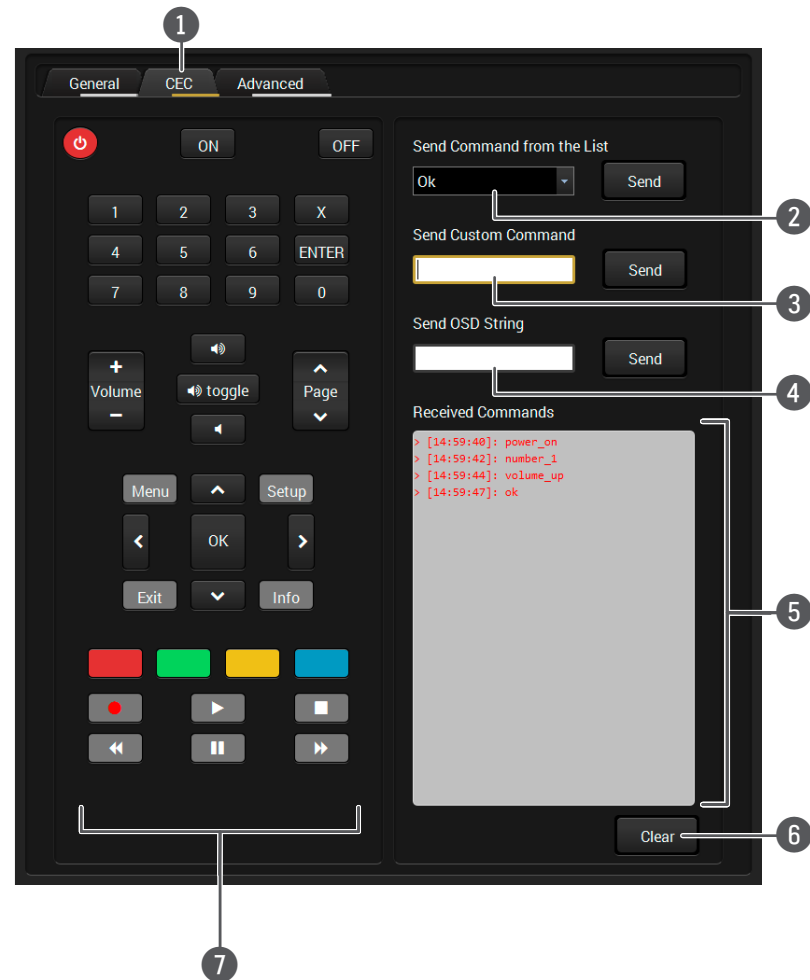 1
General CEC Advanced
ON OFF
1 2 3 X
4 5 6 ENTER
7 8 9 0
+
Volume
−
toggle
Page
Menu Setup
OK
Exit Info
Send Command from the List
Ok Send
2
Send Custom Command
Send
3
Send OSD String
Send
4
Received Commands
> [14:59:40]: power_on
> [14:59:42]: number_1
> [14:59:44]: volume_up
> [14:59:47]: ok
5
Clear
6
7